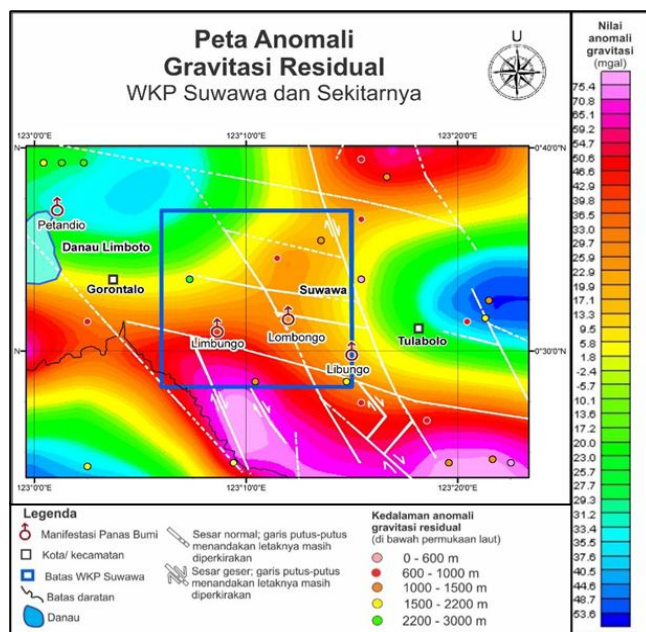 Peta Anomali
Gravitasi Residual
WKP Suwawa dan Sekitarnya
U
Nilai
anomali
gravitasi
(mgal)
123°0'0"E
123°10'0"E
123°20'0"E
0°40'0"N
Petandio
Danau Limboto
Gorontalo
Suwawa
Limbungo
Lombongo
Libungo
Tulabolo
0°30'0"N
123°0'0"E
123°10'0"E
123°20'0"E
75.4
70.8
65.1
59.2
54.7
50.6
46.6
42.9
39.8
36.5
33.0
29.7
25.9
22.9
17.1
13.3
9.5
5.8
1.8
-2.4
-5.7
10.1
13.6
17.2
20.0
22.0
25.7
27.7
29.3
31.2
33.4
35.5
37.6
40.5
44.6
48.7
53.6
Legenda
Manifestasi Panas Bumi
Kota/ kecamatan
Batas WKP Suwawa
Batas daratan
Danau
Sesar normal; garis putus-putus
menandakan letaknya masih
diperkirakan
Sesar geser; garis putus-putus
menandakan letaknya masih
diperkirakan
Kedalaman anomali
gravitasi residual
(di bawah permukaan laut)
0 - 600 m
600 - 1000 m
1000 - 1500 m
1500 - 2200 m
2200 - 3000 m